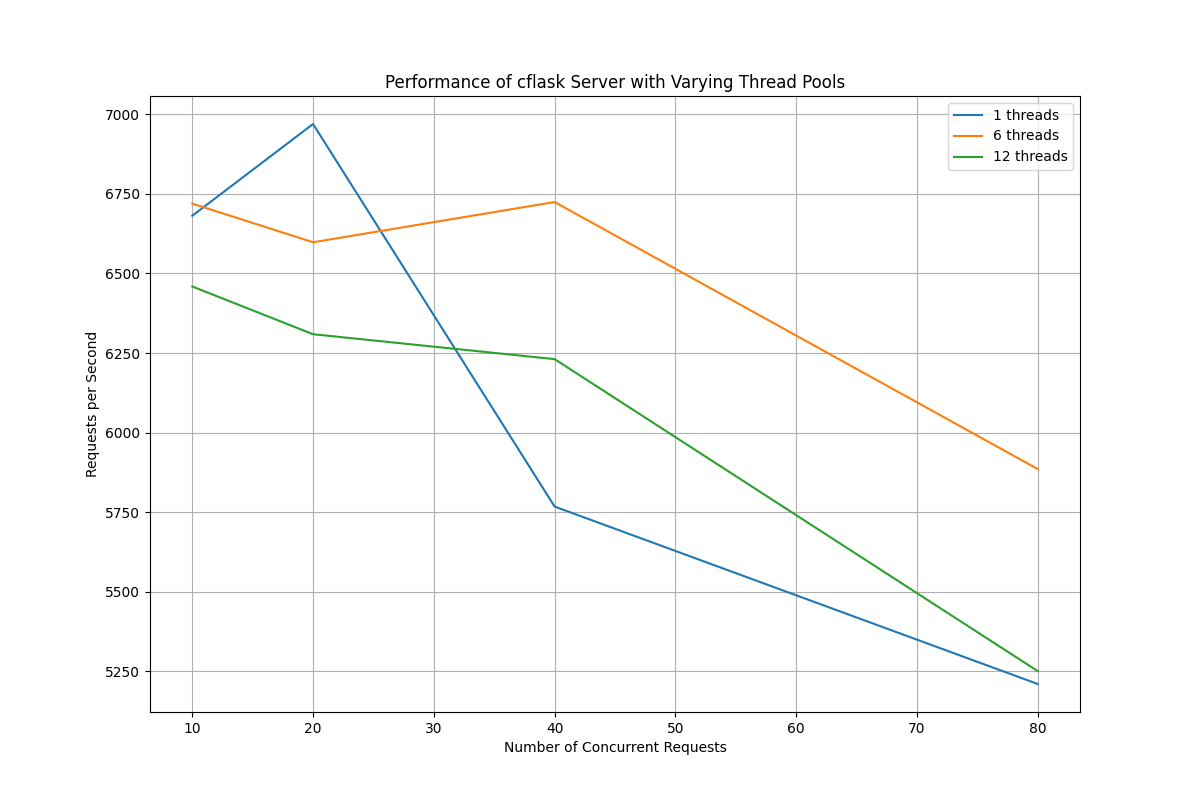 Performance of cflask Server with Varying Thread Pools
7000
6750
6500
6250
6000
5750
5500
5250
Requests per Second
1 threads
6 threads
12 threads
10 20 30 40 50 60 70 80
Number of Concurrent Requests